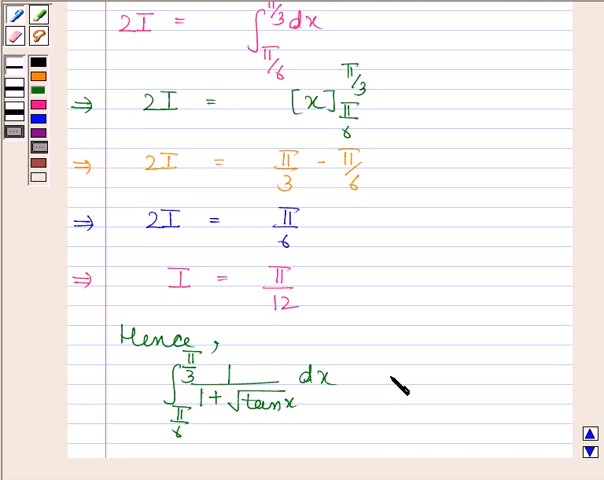 2I = ∫_{π/6}^{π/3} dx
⇒ 2I = [x]_{π/6}^{π/3}
⇒ 2I = π/3 - π/6
⇒ 2I = π/6
⇒ I = π/12
Hence,
∫_{π/6}^{π/3} 1/(1+√tanx) dx